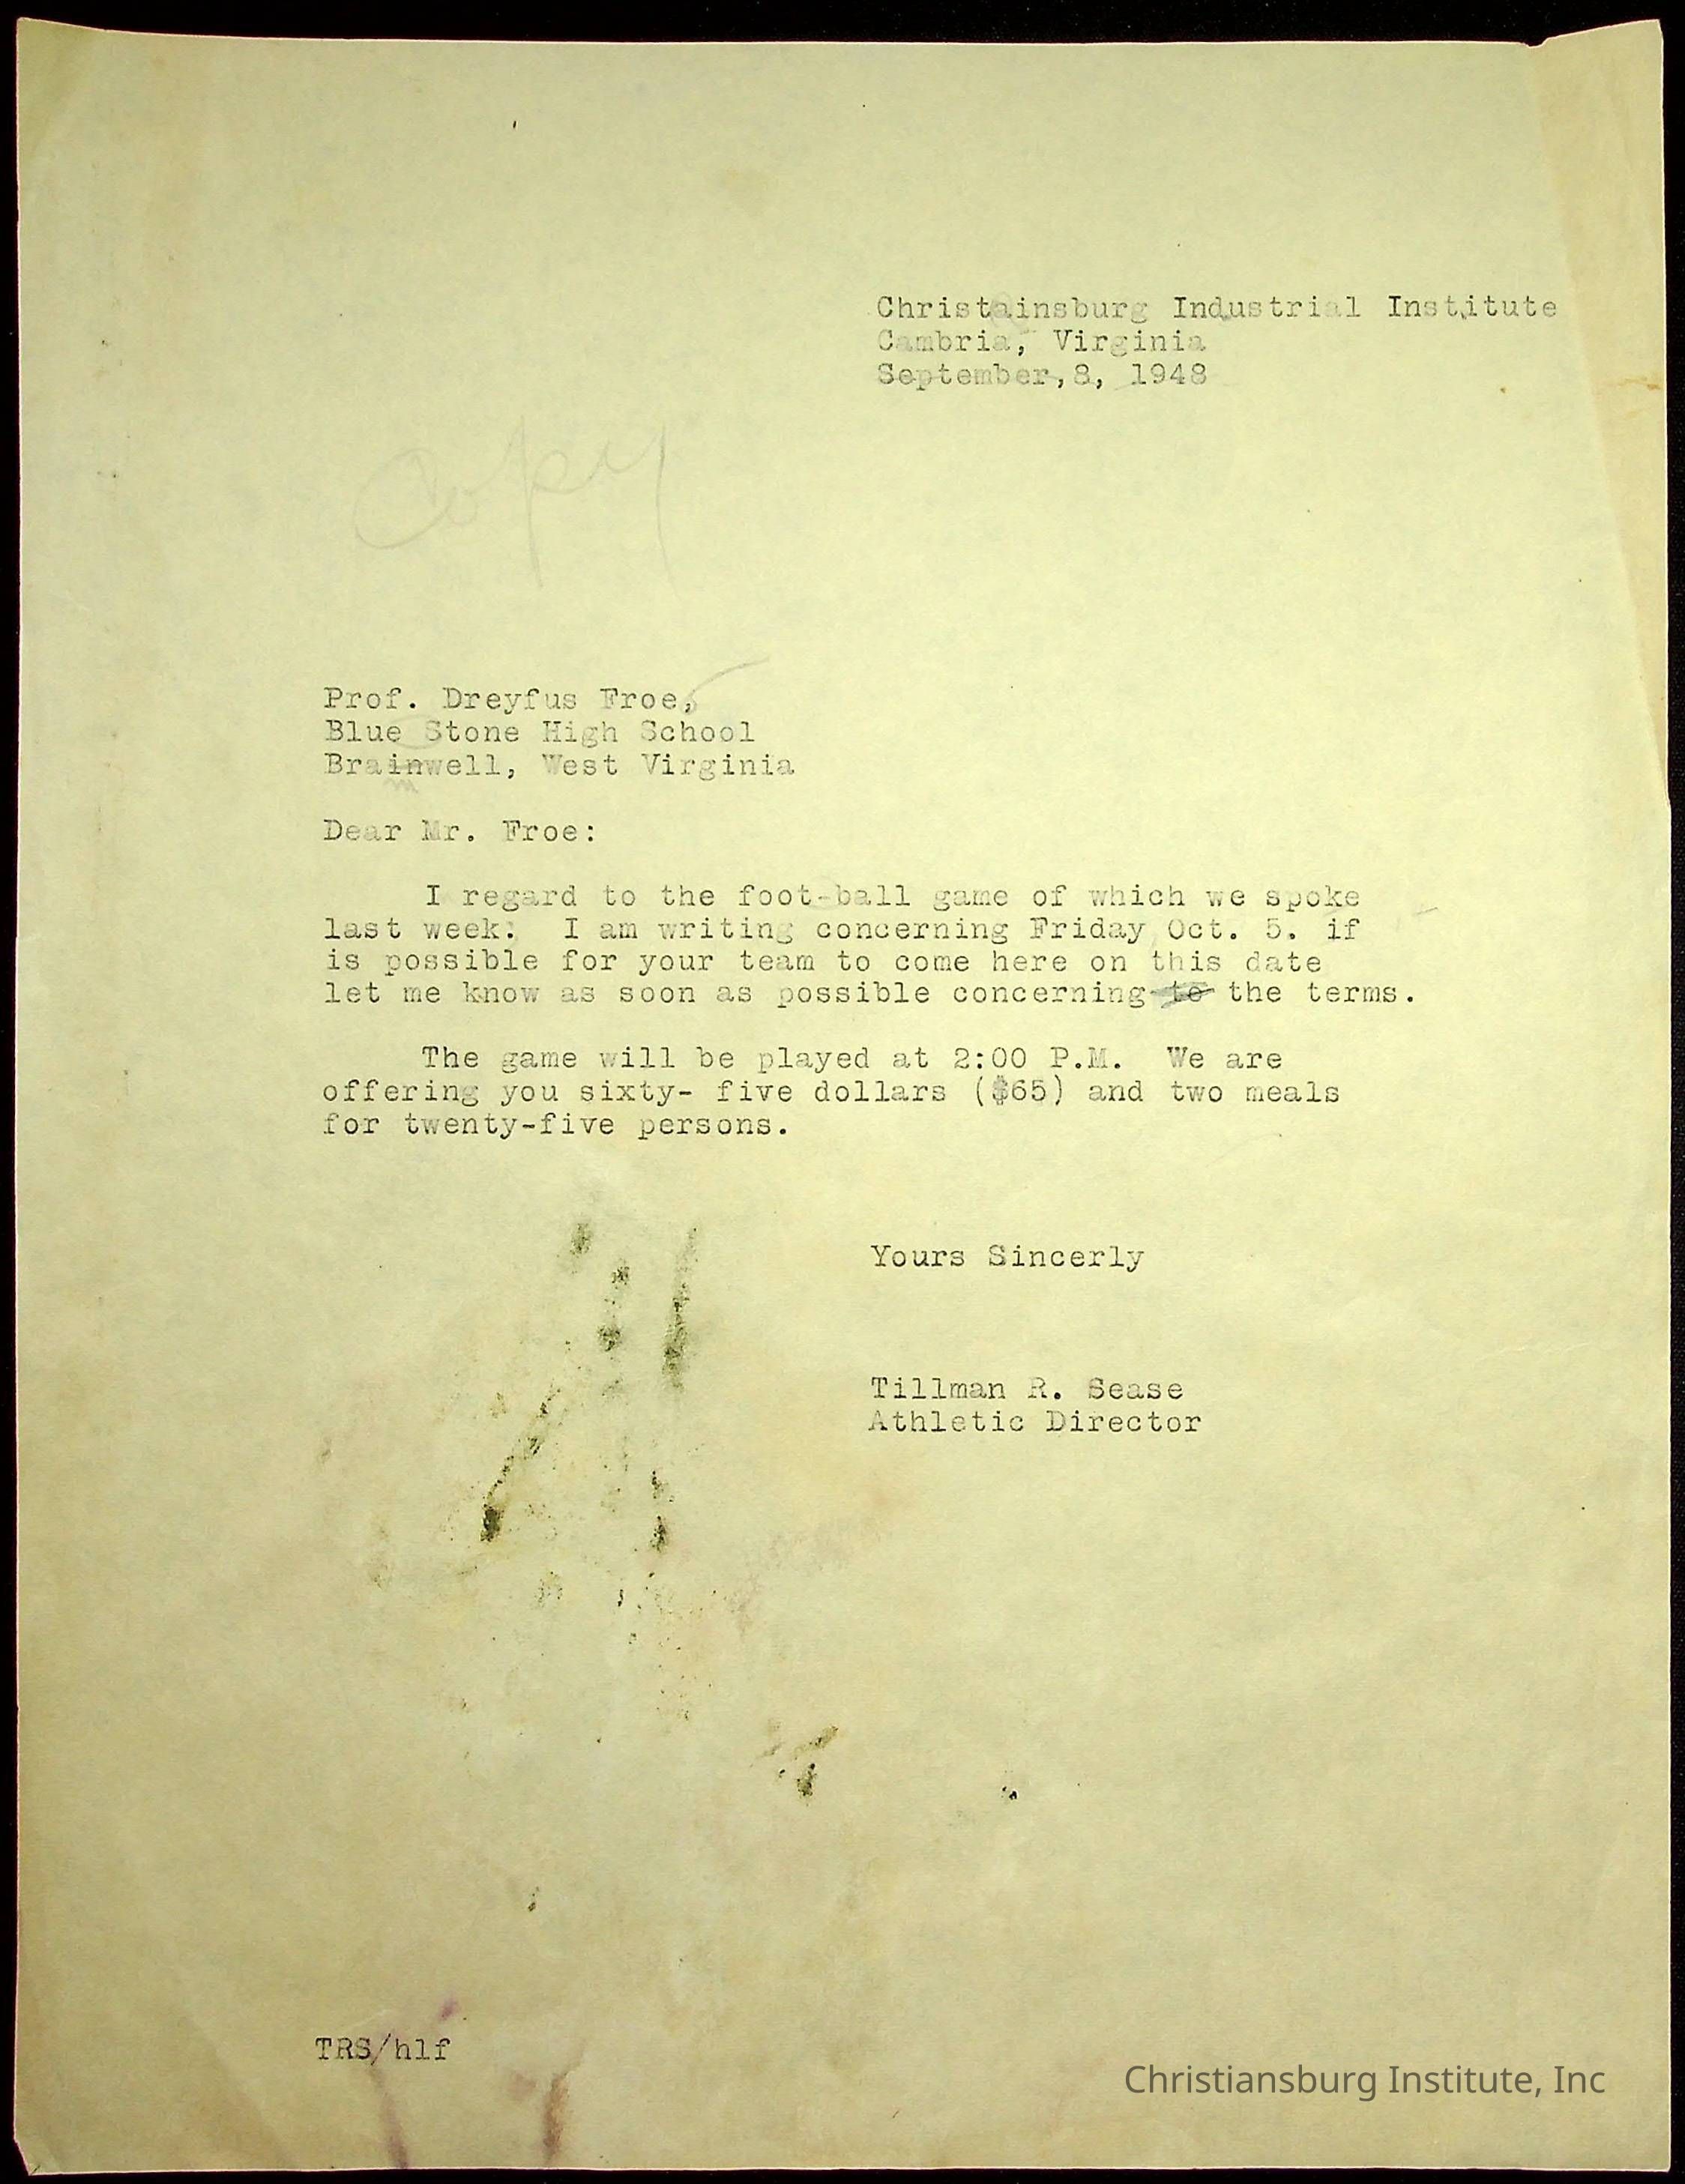 Christainsburg Industrial Institute
Cambria, Virginia
September,8, 1948
Copy
Prof. Dreyfus Froe,
Blue Stone High School
Brainwell, West Virginia
m
Dear Mr. Froe:
I regard to the foot-ball game of which we spoke
last week: I am writing concerning Friday Oct. 5. if
is possible for your team to come here on this date
let me know as soon as possible concerning to the terms.
The game will be played at 2:00 P.M. We are
offering you sixty- five dollars ($65) and two meals
for twenty-five persons.
Yours Sincerly
Tillman R. Sease
Athletic Director
TRS/hlf
Christiansburg Institute, Inc